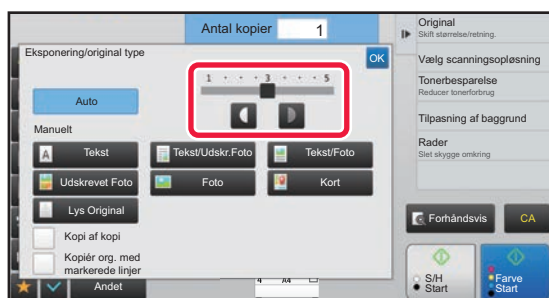 Antal kopier 1
Eksponering/original type
OK
1 · · 3 · · 5
Auto
Manuelt
A Tekst
Tekst/Udskr.Foto
Tekst/Foto
Udskrevet Foto
Foto
Kort
Lys Original
Kopi af kopi
Kopiér org. med
markerede linjer
Andet
4 A4
Original
Skift størrelse/retning.
Vælg scanningsopløsning
Tonerbesparelse
Reducer tonerforbrug
Tilpasning af baggrund
Rader
Slet skygge omkring
Forhåndsvis
CA
S/H
Start
Farve
Start